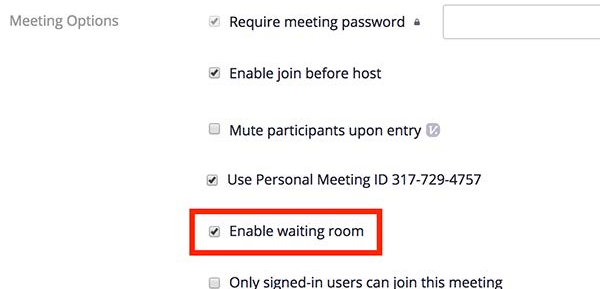 Meeting Options
Require meeting password
Enable join before host
Mute participants upon entry
Use Personal Meeting ID 317-729-4757
Enable waiting room
Only signed-in users can join this meeting